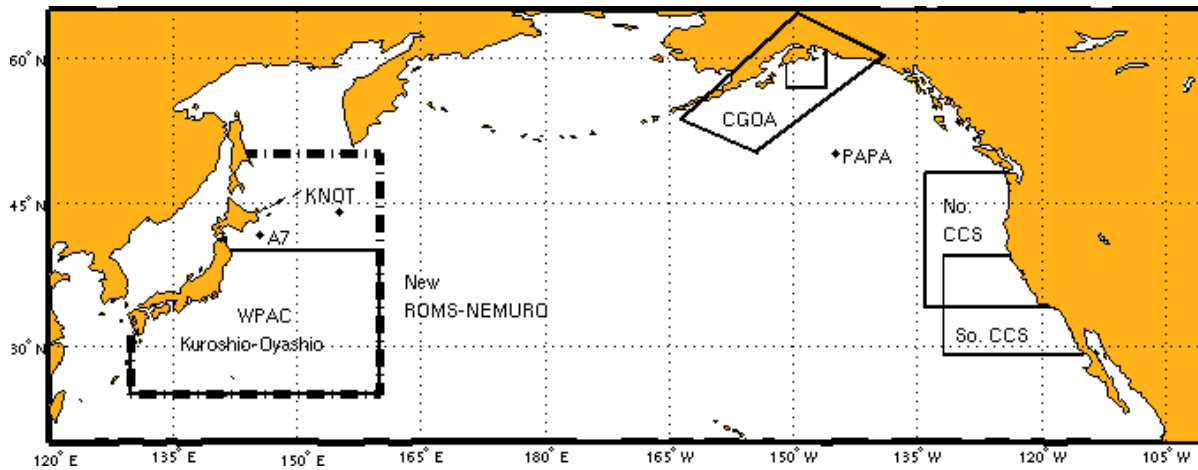 60° N
CGOA
PAPA
45° N
KNOT
A7
No.
CCS
New
ROMS-NEMURO
WPAC
Kuroshio-Oyashio
So. CCS
30° N
120° E 135° E 150° E 165° E 180° E 165° W 150° W 135° W 120° W 105° W